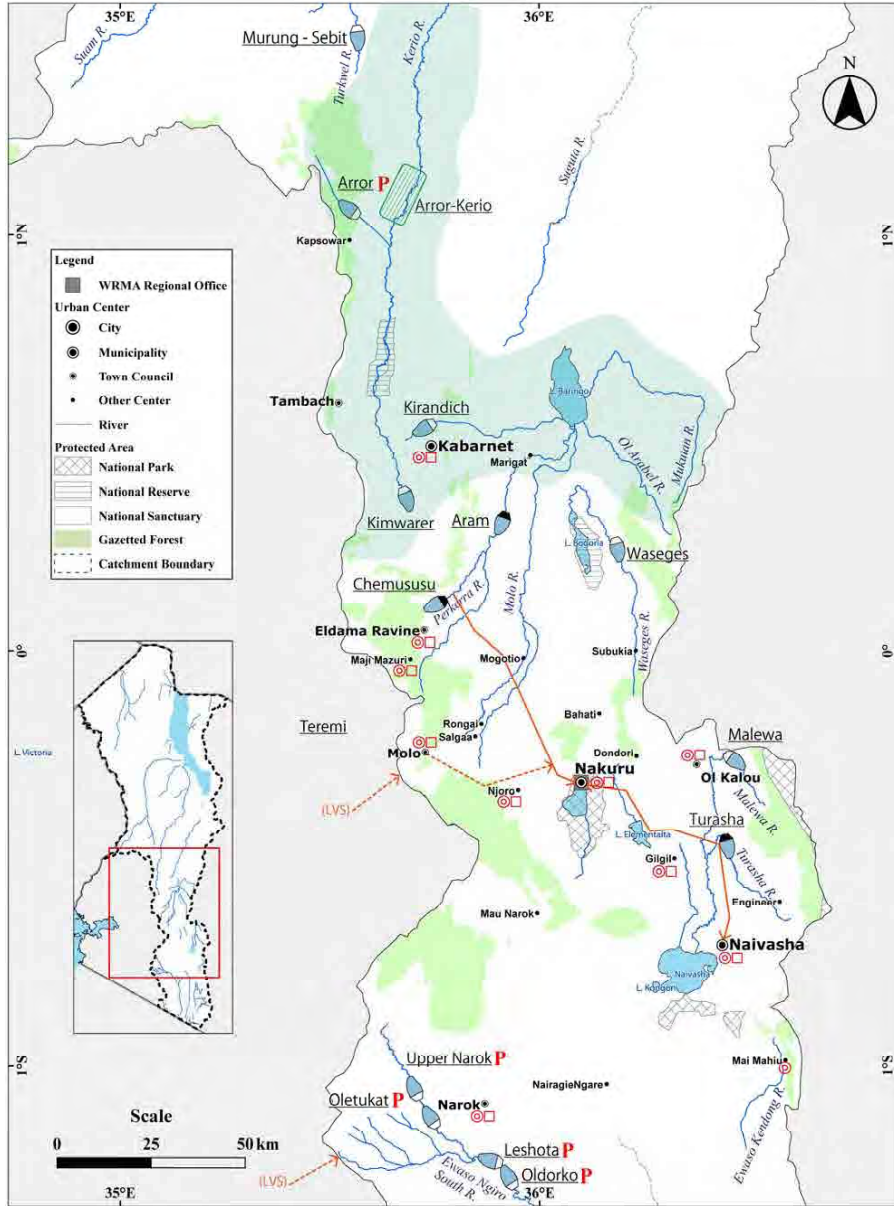 35°E
36°E
N
Suam R.
Murung - Sebit
Turkwel R.
Kerio R.
Suguta R.
Arror P
Arror-Kerio
1°N
1°N
Kapsowar
Legend
WRMA Regional Office
Urban Center
City
Municipality
Town Council
Other Center
River
Protected Area
National Park
National Reserve
National Sanctuary
Gazetted Forest
Catchment Boundary
Tambach
Kirandich
Kabarnet
L. Baringo
Marigat
Ol Arabel R.
Mukutan R.
Kimwarer
Aram
L. Bogoria
Waseges
Chemususu
Perkerra R.
Molo R.
Eldama Ravine
Maji Mazuri
Mogotio
Subukia
Waseges R.
0°
0°
Teremi
Rongai
Salgaa
Molo
Bahati
Dondori
Malewa
Ol Kalou
Malewa R.
L. Victoria
(LVS)
Njoro
Nakuru
L. Elementaita
Turasha
Turasha R.
Gilgil
Engineer
Mau Narok
Naivasha
Naivasha
1°S
1°S
Upper Narok P
Mai Mahiu
Oletukat P
Narok
NairagieNgare
Ewaso Kendong R.
Scale
0 25 50 km
Leshota P
Oldorko P
(LVS)
Ewaso Ngiro
South R.
35°E
36°E